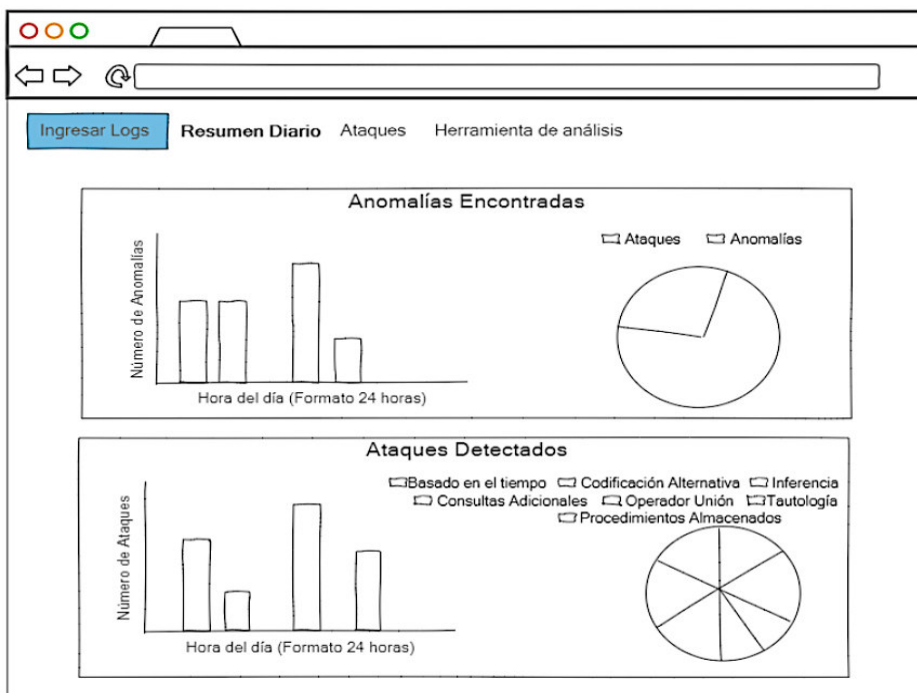 Ingresar Logs Resumen Diario Ataques Herramienta de análisis
Anomalías Encontradas
Número de Anomalías
Ataques Anomalías
Hora del día (Formato 24 horas)
Ataques Detectados
Número de Ataques
Basado en el tiempo Codificación Alternativa Inferencia
Consultas Adicionales Operador Unión Tautología
Procedimientos Almacenados
Hora del día (Formato 24 horas)